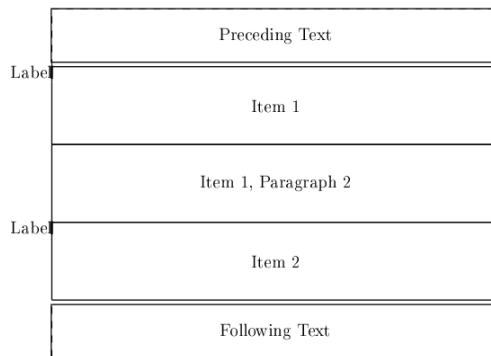 Preceding Text
Label
Item 1
Item 1, Paragraph 2
Label
Item 2
Following Text